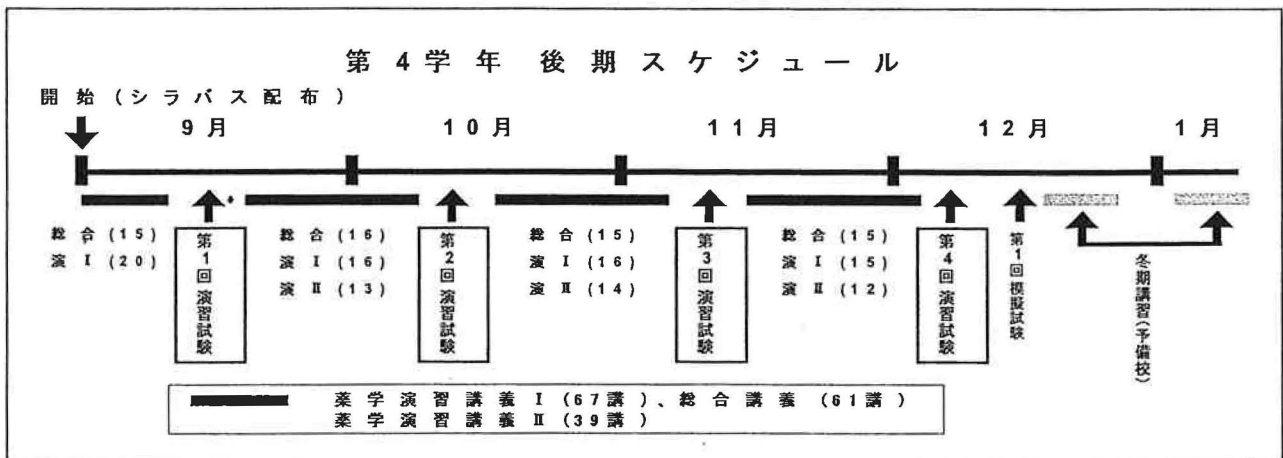 第4学年 後期スケジュール
開始(シラバス配布)
9月
10月
11月
12月
1月
総合(15)
演Ⅰ(20)
第1回 演習試験
総合(16)
演Ⅰ(16)
演Ⅱ(13)
第2回 演習試験
総合(15)
演Ⅰ(16)
演Ⅱ(14)
第3回 演習試験
総合(15)
演Ⅰ(15)
演Ⅱ(12)
第4回 演習試験
第1回模擬試験
冬期講習(予備校)
薬学演習講義Ⅰ(67講)、総合講義(61講)
薬学演習講義Ⅱ(39講)